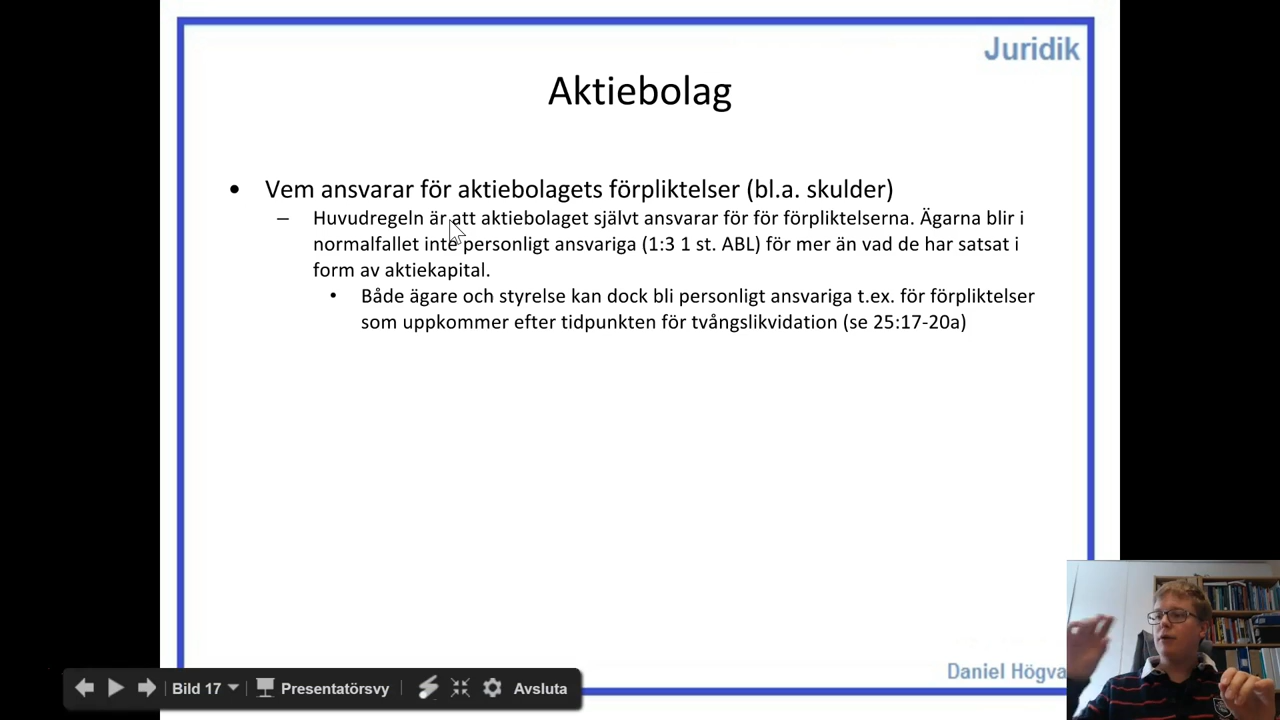 Juridik
Aktiebolag
• Vem ansvarar för aktiebolagets förpliktelser (bl.a. skulder)
– Huvudregeln är att aktiebolaget självt ansvarar för för förpliktelserna. Ägarna blir i
normalfallet inte personligt ansvariga (1:3 1 st. ABL) för mer än vad de har satsat i
form av aktiekapital.
• Både ägare och styrelse kan dock bli personligt ansvariga t.ex. för förpliktelser
som uppkommer efter tidpunkten för tvångslikvidation (se 25:17-20a)
Daniel Högva
Bild 17 Presentatörsvy Avsluta